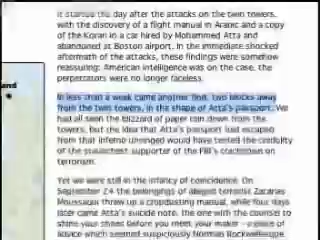 It started the day after the attacks on the twin towers,
with the discovery of a flight manual in Arabic and a copy
of the Koran in a car hired by Mohammed Atta and
abandoned at Boston airport. In the immediate shocked
aftermath of the attacks, these findings were somehow
reassuring: American intelligence was on the case, the
perpetrators were no longer faceless.
In less than a week came another find, two blocks away
from the twin towers, in the shape of Atta's passport. We
had all seen the blizzard of paper rain down from the
towers, but the idea that Atta's passport had escaped
from that inferno unsinged would have tested the credulity
of the staunchest supporter of the FBI's crackdown on
terrorism.
and
Yet we were still in the infancy of coincidence. On
September 24 the belongings of alleged terrorist Zacarias
Moussaoui threw up a cropdusting manual, while four days
later came Atta's suicide note, the one with the counsel to
shine your shoes before you meet your maker - a piece of
advice which seemed suspiciously Norman Rockwellesque